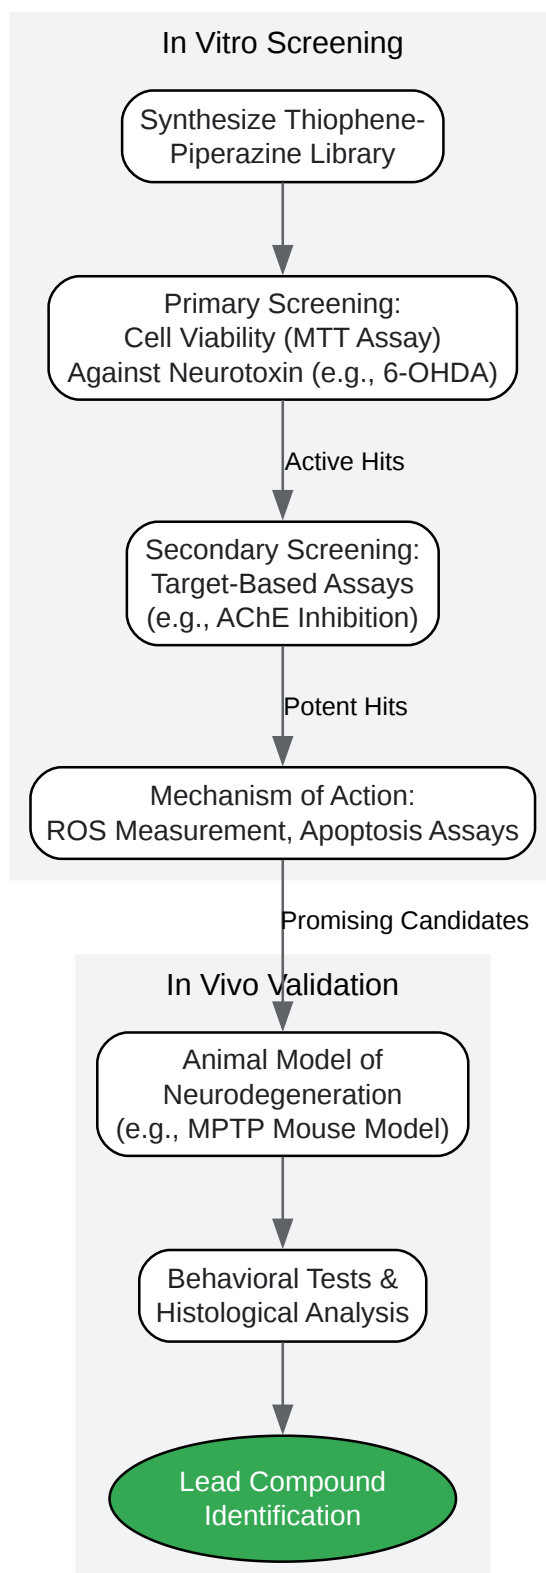 In Vitro Screening
Synthesize Thiophene-
Piperazine Library
Primary Screening:
Cell Viability (MTT Assay)
Against Neurotoxin (e.g., 6-OHDA)
Active Hits
Secondary Screening:
Target-Based Assays
(e.g., AChE Inhibition)
Potent Hits
Mechanism of Action:
ROS Measurement, Apoptosis Assays
Promising Candidates
In Vivo Validation
Animal Model of
Neurodegeneration
(e.g., MPTP Mouse Model)
Behavioral Tests &
Histological Analysis
Lead Compound
Identification